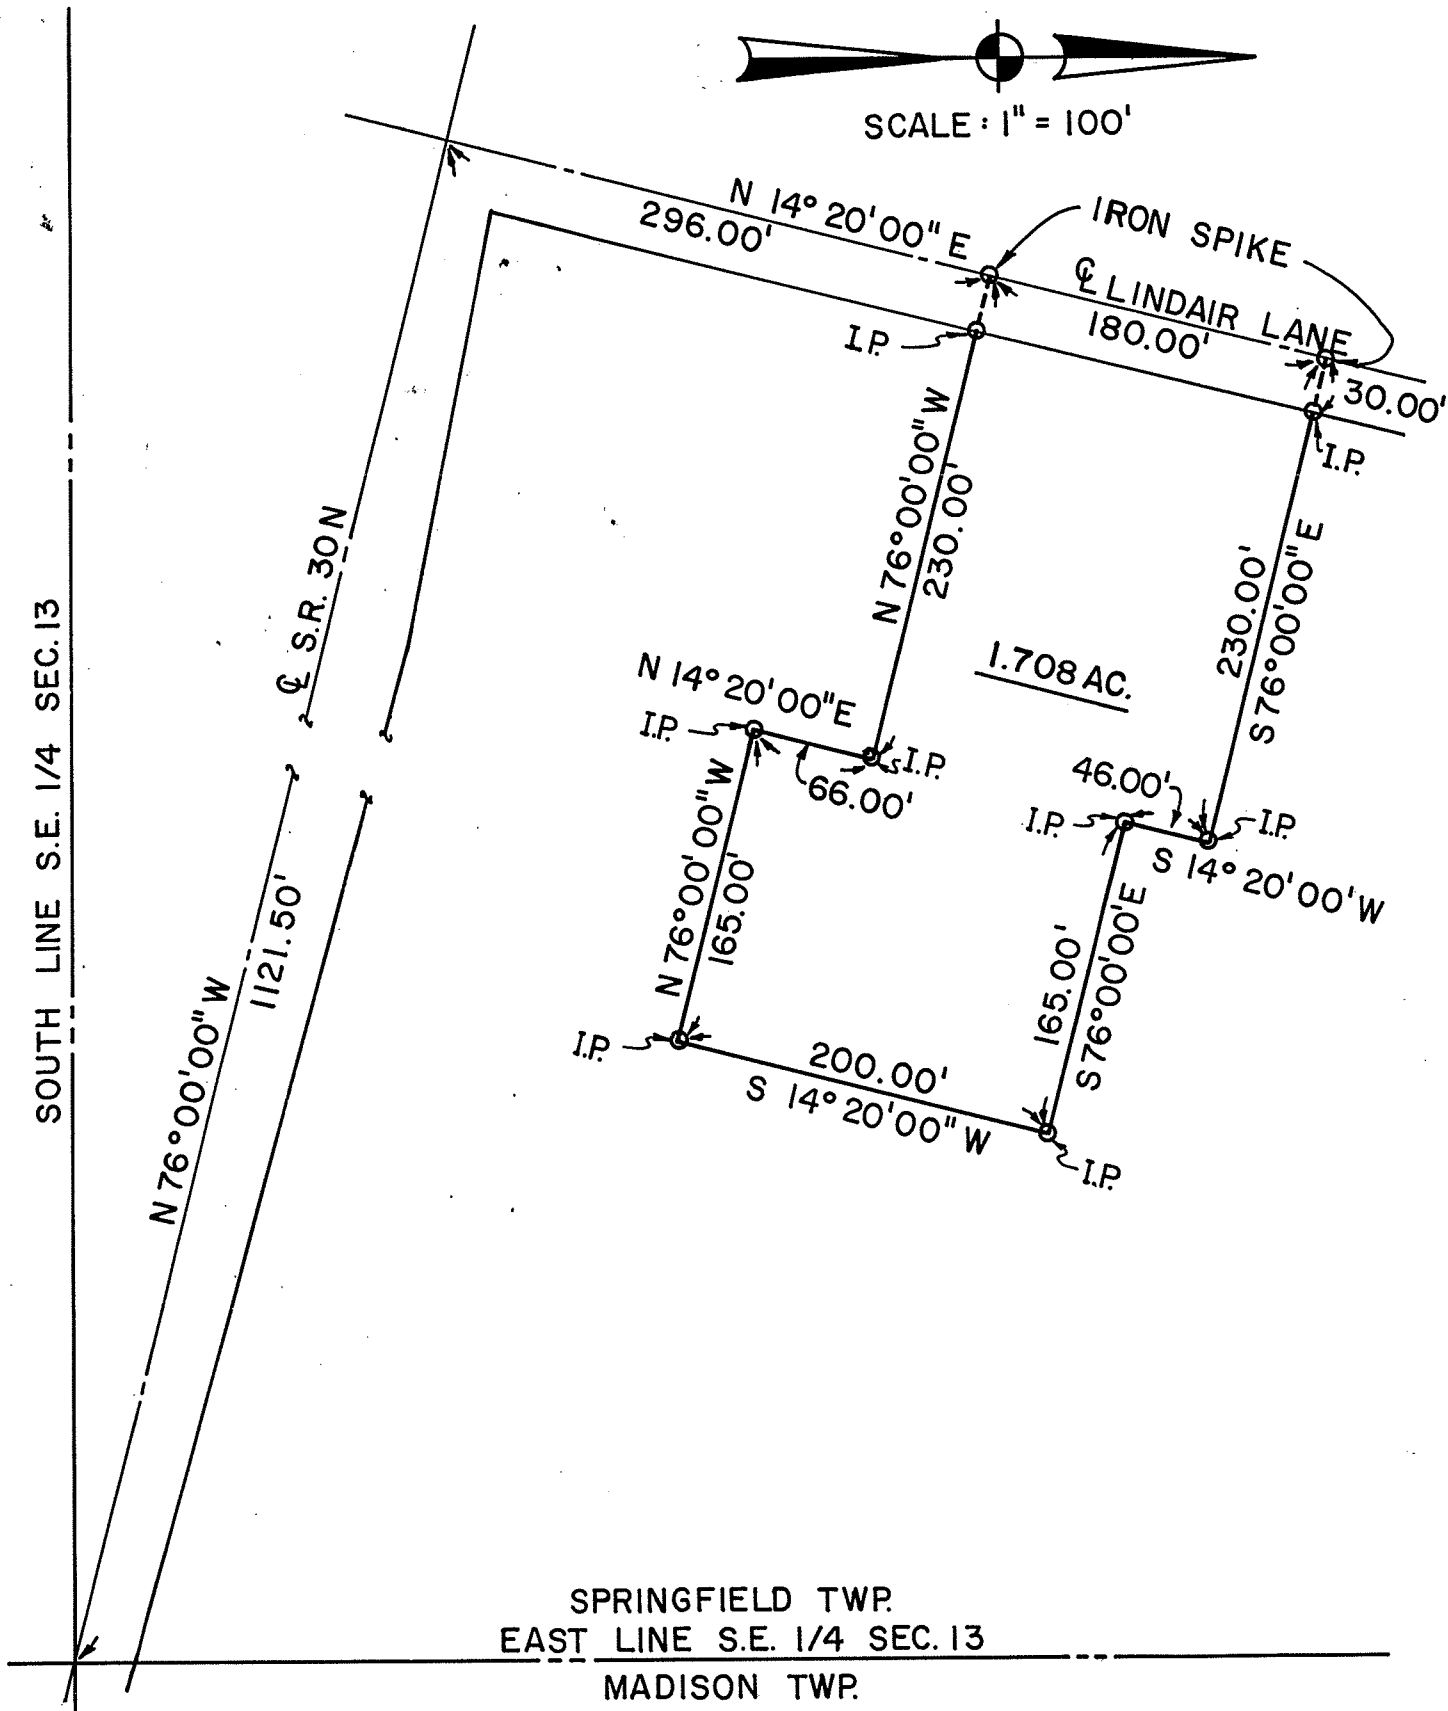 SCALE : 1" = 100'
N 14° 20' 00" E
296.00'
IRON SPIKE
℄ LINDAIR LANE
180.00'
30.00'
I.P.
I.P.
N 76° 00' 00" W
230.00'
230.00'
S 76° 00' 00" E
℄ S.R. 30 N
1.708 AC.
N 14° 20' 00" E
I.P.
I.P.
66.00'
46.00'
I.P.
I.P.
S 14° 20' 00' W
N 76° 00' 00" W
165.00'
165.00'
S 76° 00' 00' E
I.P.
200.00'
S 14° 20' 00" W
I.P.
SOUTH LINE S.E. 1/4 SEC. 13
N 76° 00' 00" W
1121.50'
SPRINGFIELD TWP.
EAST LINE S.E. 1/4 SEC. 13
MADISON TWP.